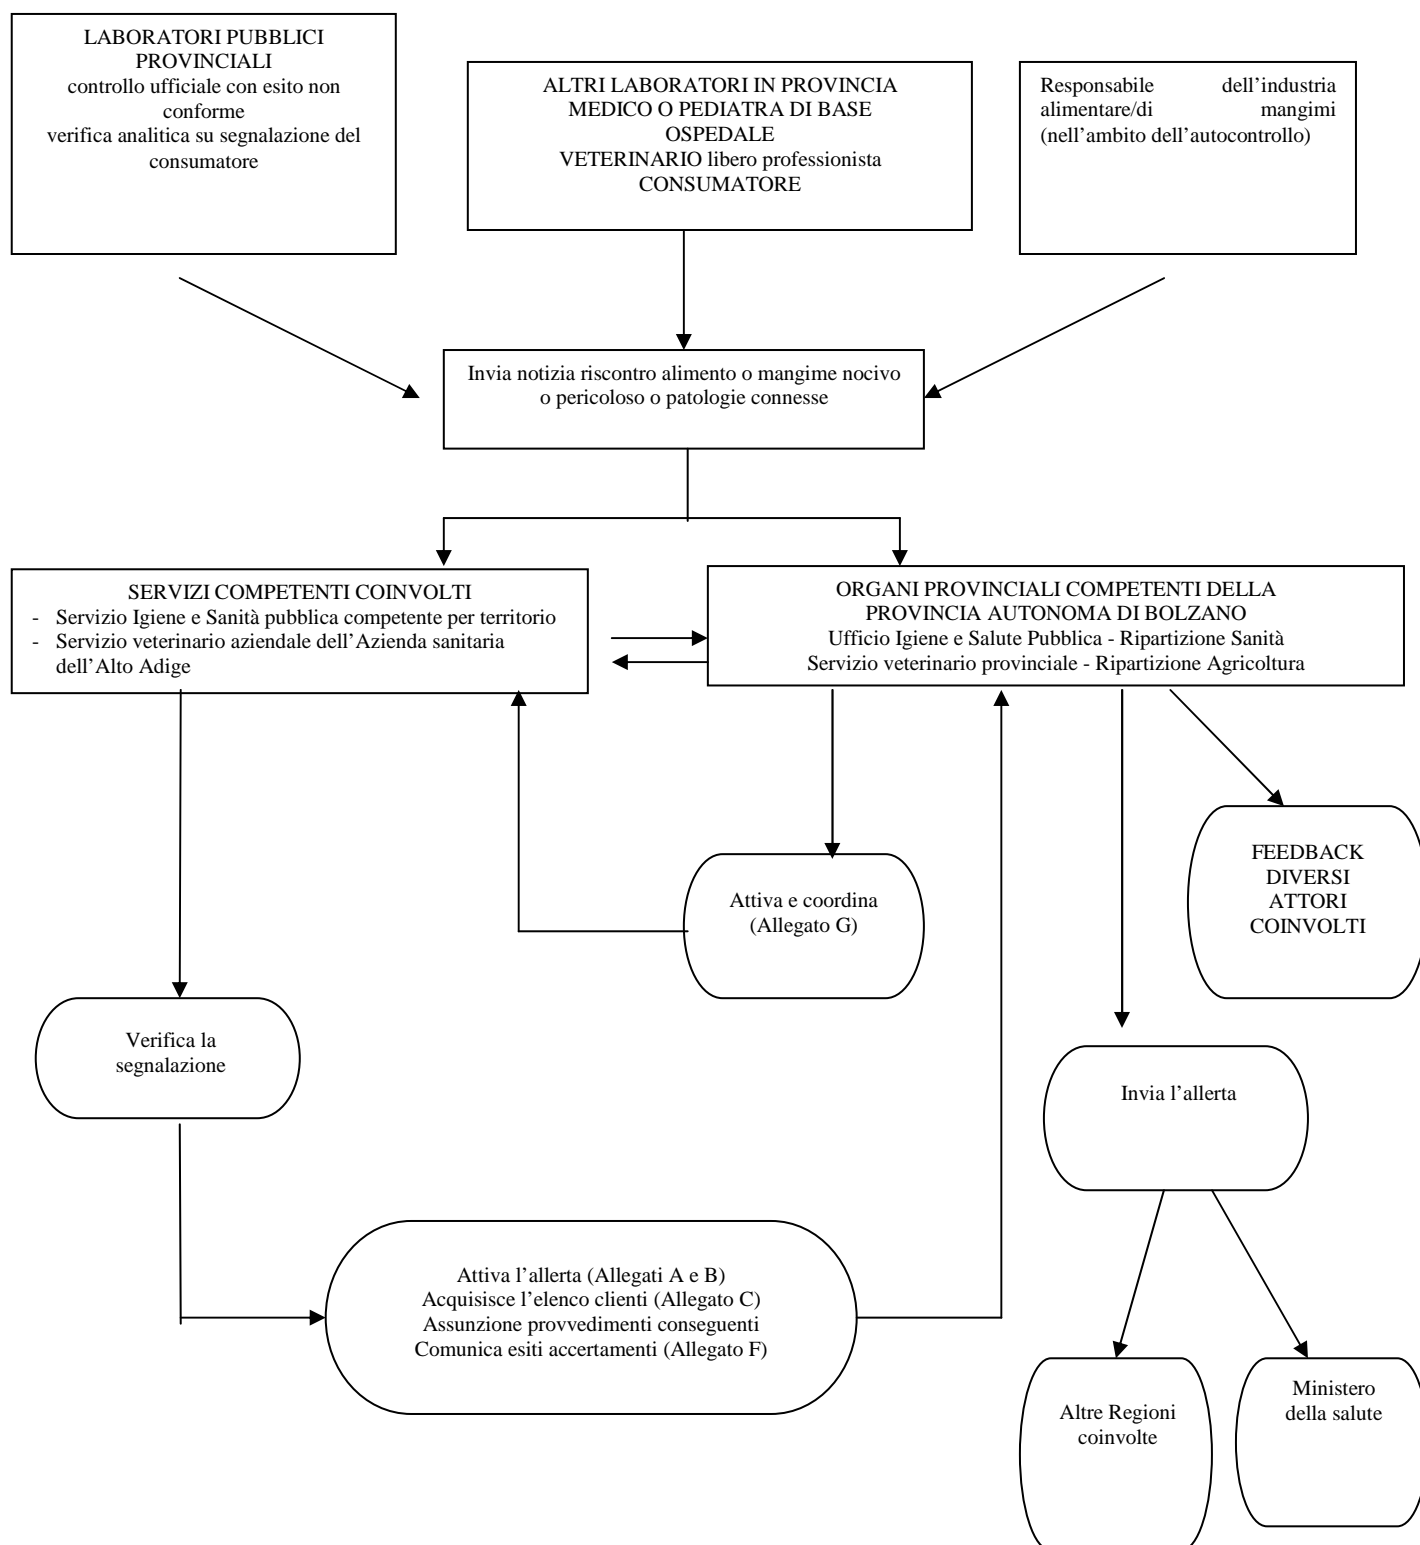 LABORATORI PUBBLICI
PROVINCIALI
controllo ufficiale con esito non
conforme
verifica analitica su segnalazione del
consumatore
ALTRI LABORATORI IN PROVINCIA
MEDICO O PEDIATRA DI BASE
OSPEDALE
VETERINARIO libero professionista
CONSUMATORE
Responsabile dell’industria
alimentare/di mangimi
(nell’ambito dell’autocontrollo)
Invia notizia riscontro alimento o mangime nocivo
o pericoloso o patologie connesse
SERVIZI COMPETENTI COINVOLTI
- Servizio Igiene e Sanità pubblica competente per territorio
- Servizio veterinario aziendale dell’Azienda sanitaria
dell’Alto Adige
ORGANI PROVINCIALI COMPETENTI DELLA
PROVINCIA AUTONOMA DI BOLZANO
Ufficio Igiene e Salute Pubblica - Ripartizione Sanità
Servizio veterinario provinciale - Ripartizione Agricoltura
FEEDBACK
DIVERSI
ATTORI
COINVOLTI
Attiva e coordina
(Allegato G)
Verifica la
segnalazione
Invia l’allerta
Attiva l’allerta (Allegati A e B)
Acquisisce l’elenco clienti (Allegato C)
Assunzione provvedimenti conseguenti
Comunica esiti accertamenti (Allegato F)
Altre Regioni
coinvolte
Ministero
della salute